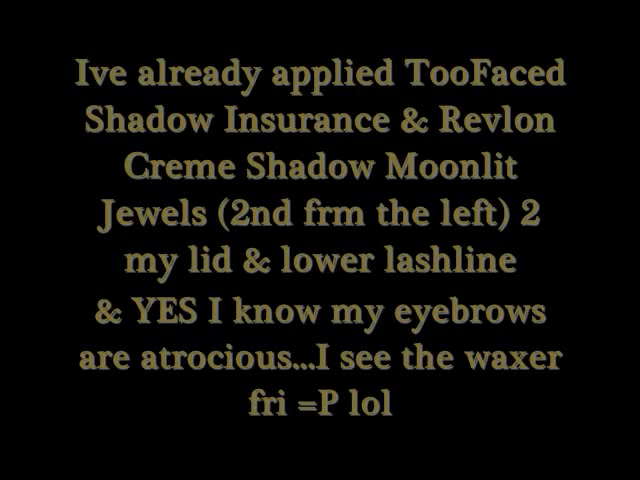 Ive already applied TooFaced
Shadow Insurance & Revlon
Creme Shadow Moonlit
Jewels (2nd frm the left) 2
my lid & lower lashline
& YES I know my eyebrows
are atrocious...I see the waxer
fri =P lol